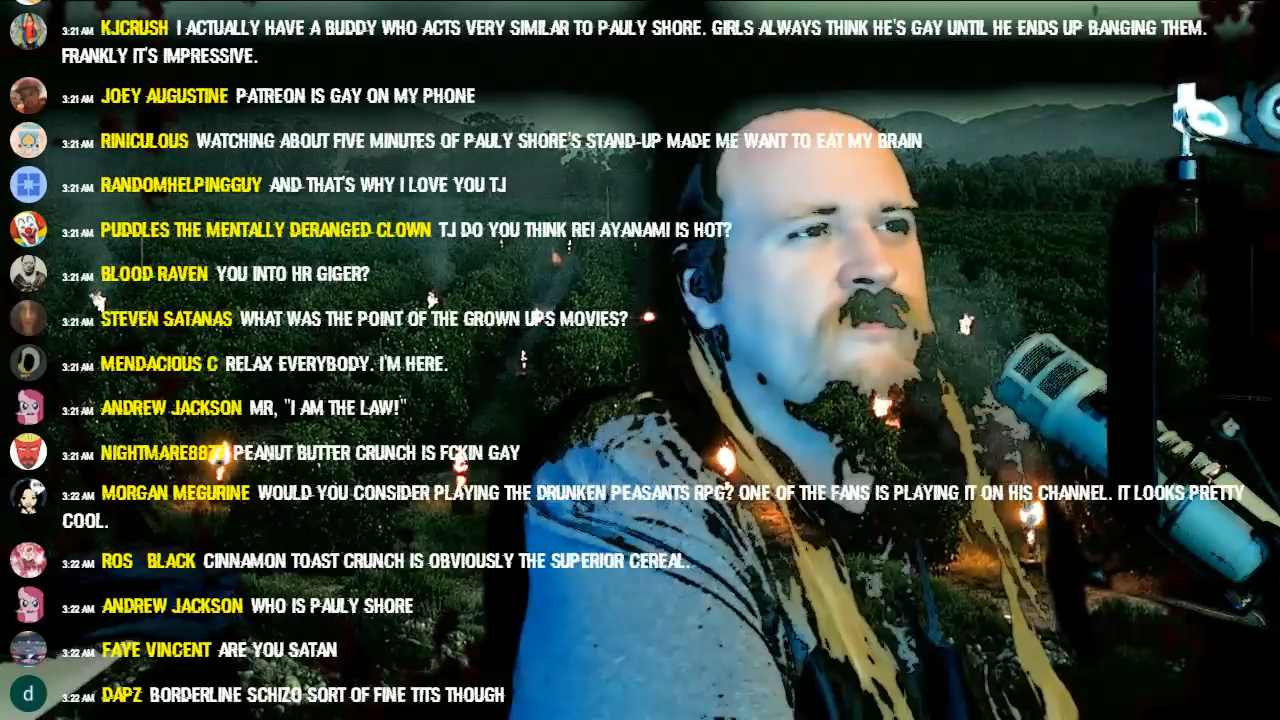 3:21 AM KJCRUSH I ACTUALLY HAVE A BUDDY WHO ACTS VERY SIMILAR TO PAULY SHORE. GIRLS ALWAYS THINK HE'S GAY UNTIL HE ENDS UP BANGING THEM.
FRANKLY IT'S IMPRESSIVE.
3:21 AM JOEY AUGUSTINE PATREON IS GAY ON MY PHONE
3:21 AM RINICULOUS WATCHING ABOUT FIVE MINUTES OF PAULY SHORE'S STAND-UP MADE ME WANT TO EAT MY BRAIN
3:21 AM RANDOMHELPINGGUY AND THAT'S WHY I LOVE YOU TJ
3:21 AM PUDDLES THE MENTALLY DERANGED CLOWN TJ DO YOU THINK REI AYANAMI IS HOT?
3:21 AM BLOOD RAVEN YOU INTO HR GIGER?
3:21 AM STEVEN SATANAS WHAT WAS THE POINT OF THE GROWN UPS MOVIES?
3:21 AM MENDACIOUS C RELAX EVERYBODY. I'M HERE.
3:21 AM ANDREW JACKSON MR, "I AM THE LAW!"
3:21 AM PEANUT BUTTER CRUNCH IS FCKIN GAY
3:22 AM MORGAN MEGURINE WOULD YOU CONSIDER PLAYING THE DRUNKEN PEASANTS RPG? ONE OF THE FANS IS PLAYING IT ON HIS CHANNEL. IT LOOKS PRETTY
COOL.
3:22 AM ROS BLACK CINNAMON TOAST CRUNCH IS OBVIOUSLY THE SUPERIOR CEREAL.
3:22 AM ANDREW JACKSON WHO IS PAULY SHORE
3:22 AM FAYE VINCENT ARE YOU SATAN
d 3:22 AM DAPZ BORDERLINE SCHIZO SORT OF FINE TITS THOUGH